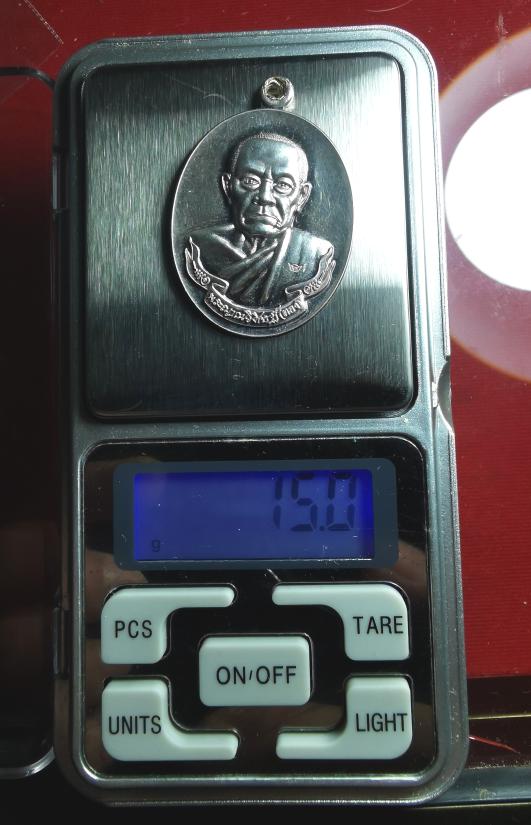 15.0
g
PCS
TARE
ON/OFF
UNITS
LIGHT